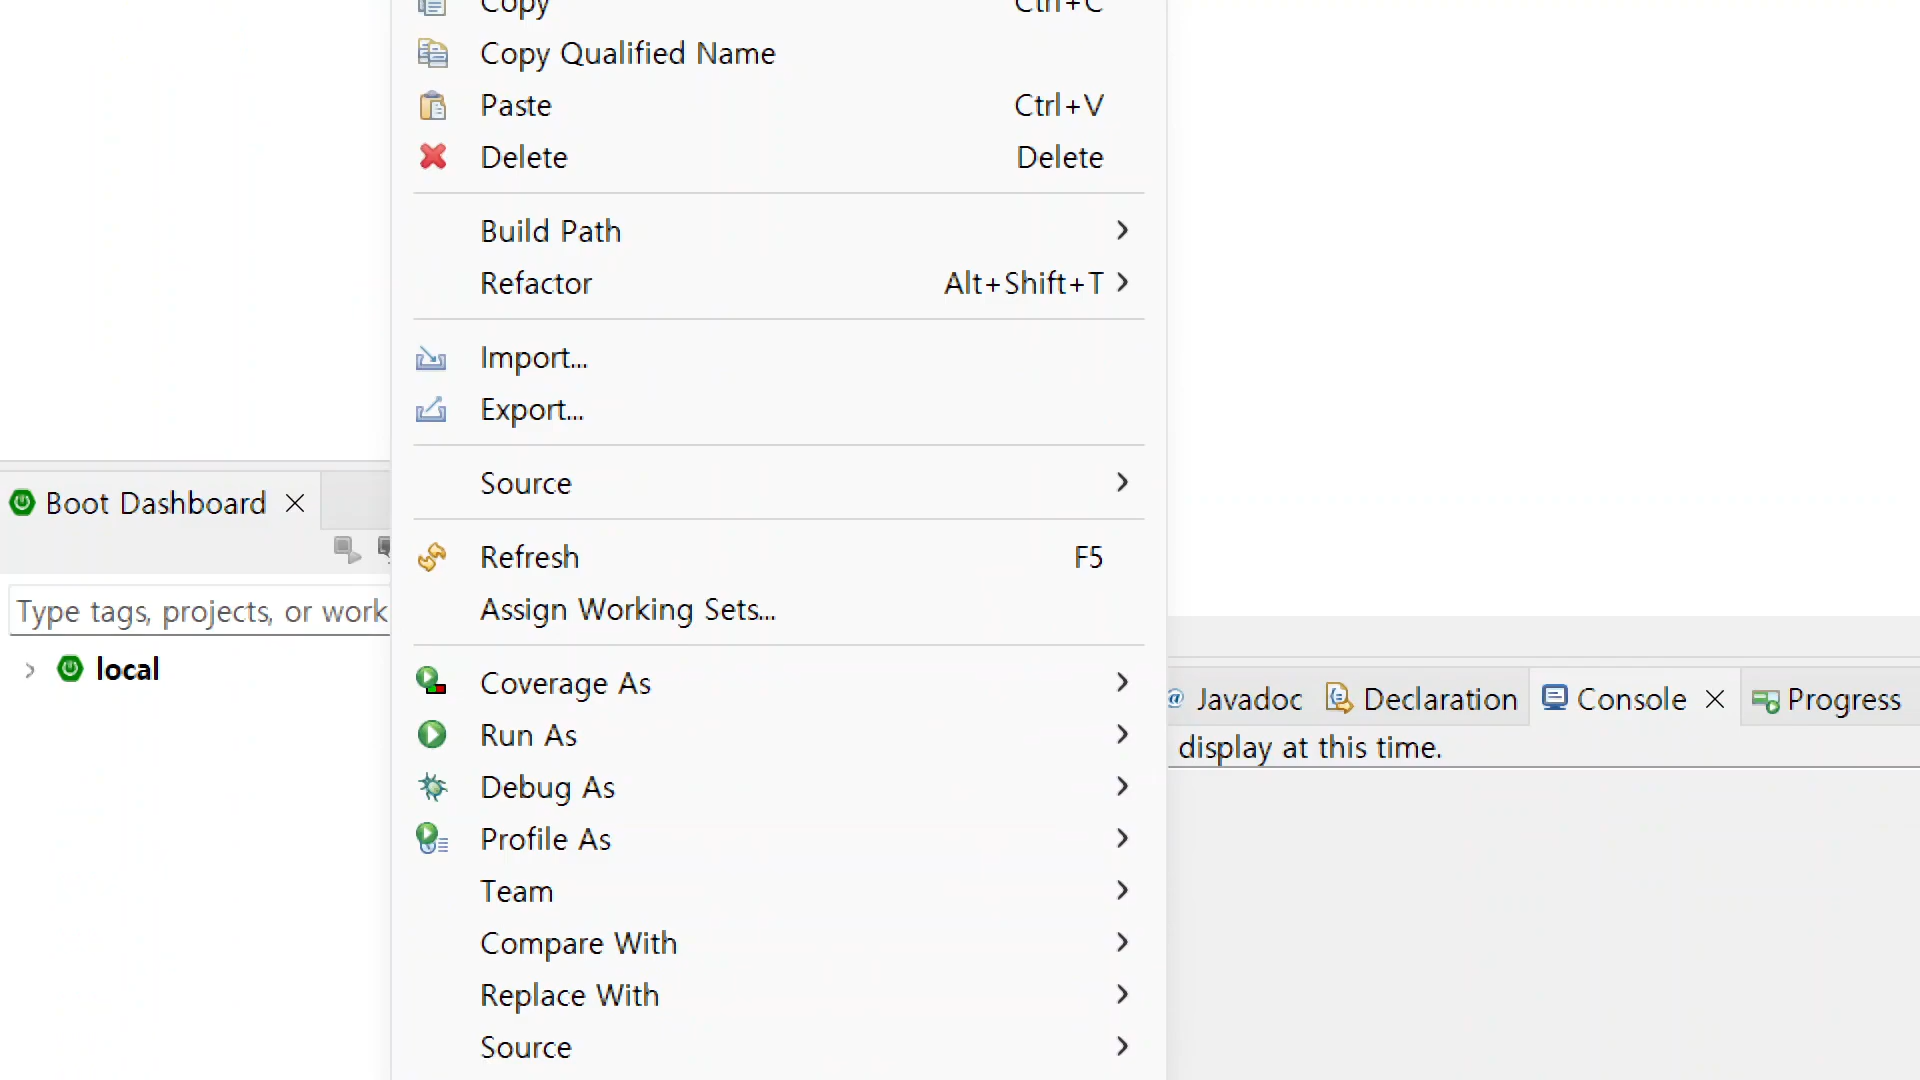 Copy Ctrl+C
Copy Qualified Name
Paste Ctrl+V
Delete Delete
Build Path
Refactor Alt+Shift+T
Import...
Export...
Source
Refresh F5
Assign Working Sets...
Coverage As
Run As
Debug As
Profile As
Team
Compare With
Replace With
Source
Boot Dashboard
Type tags, projects, or work
local
@ Javadoc Declaration Console Progress
display at this time.